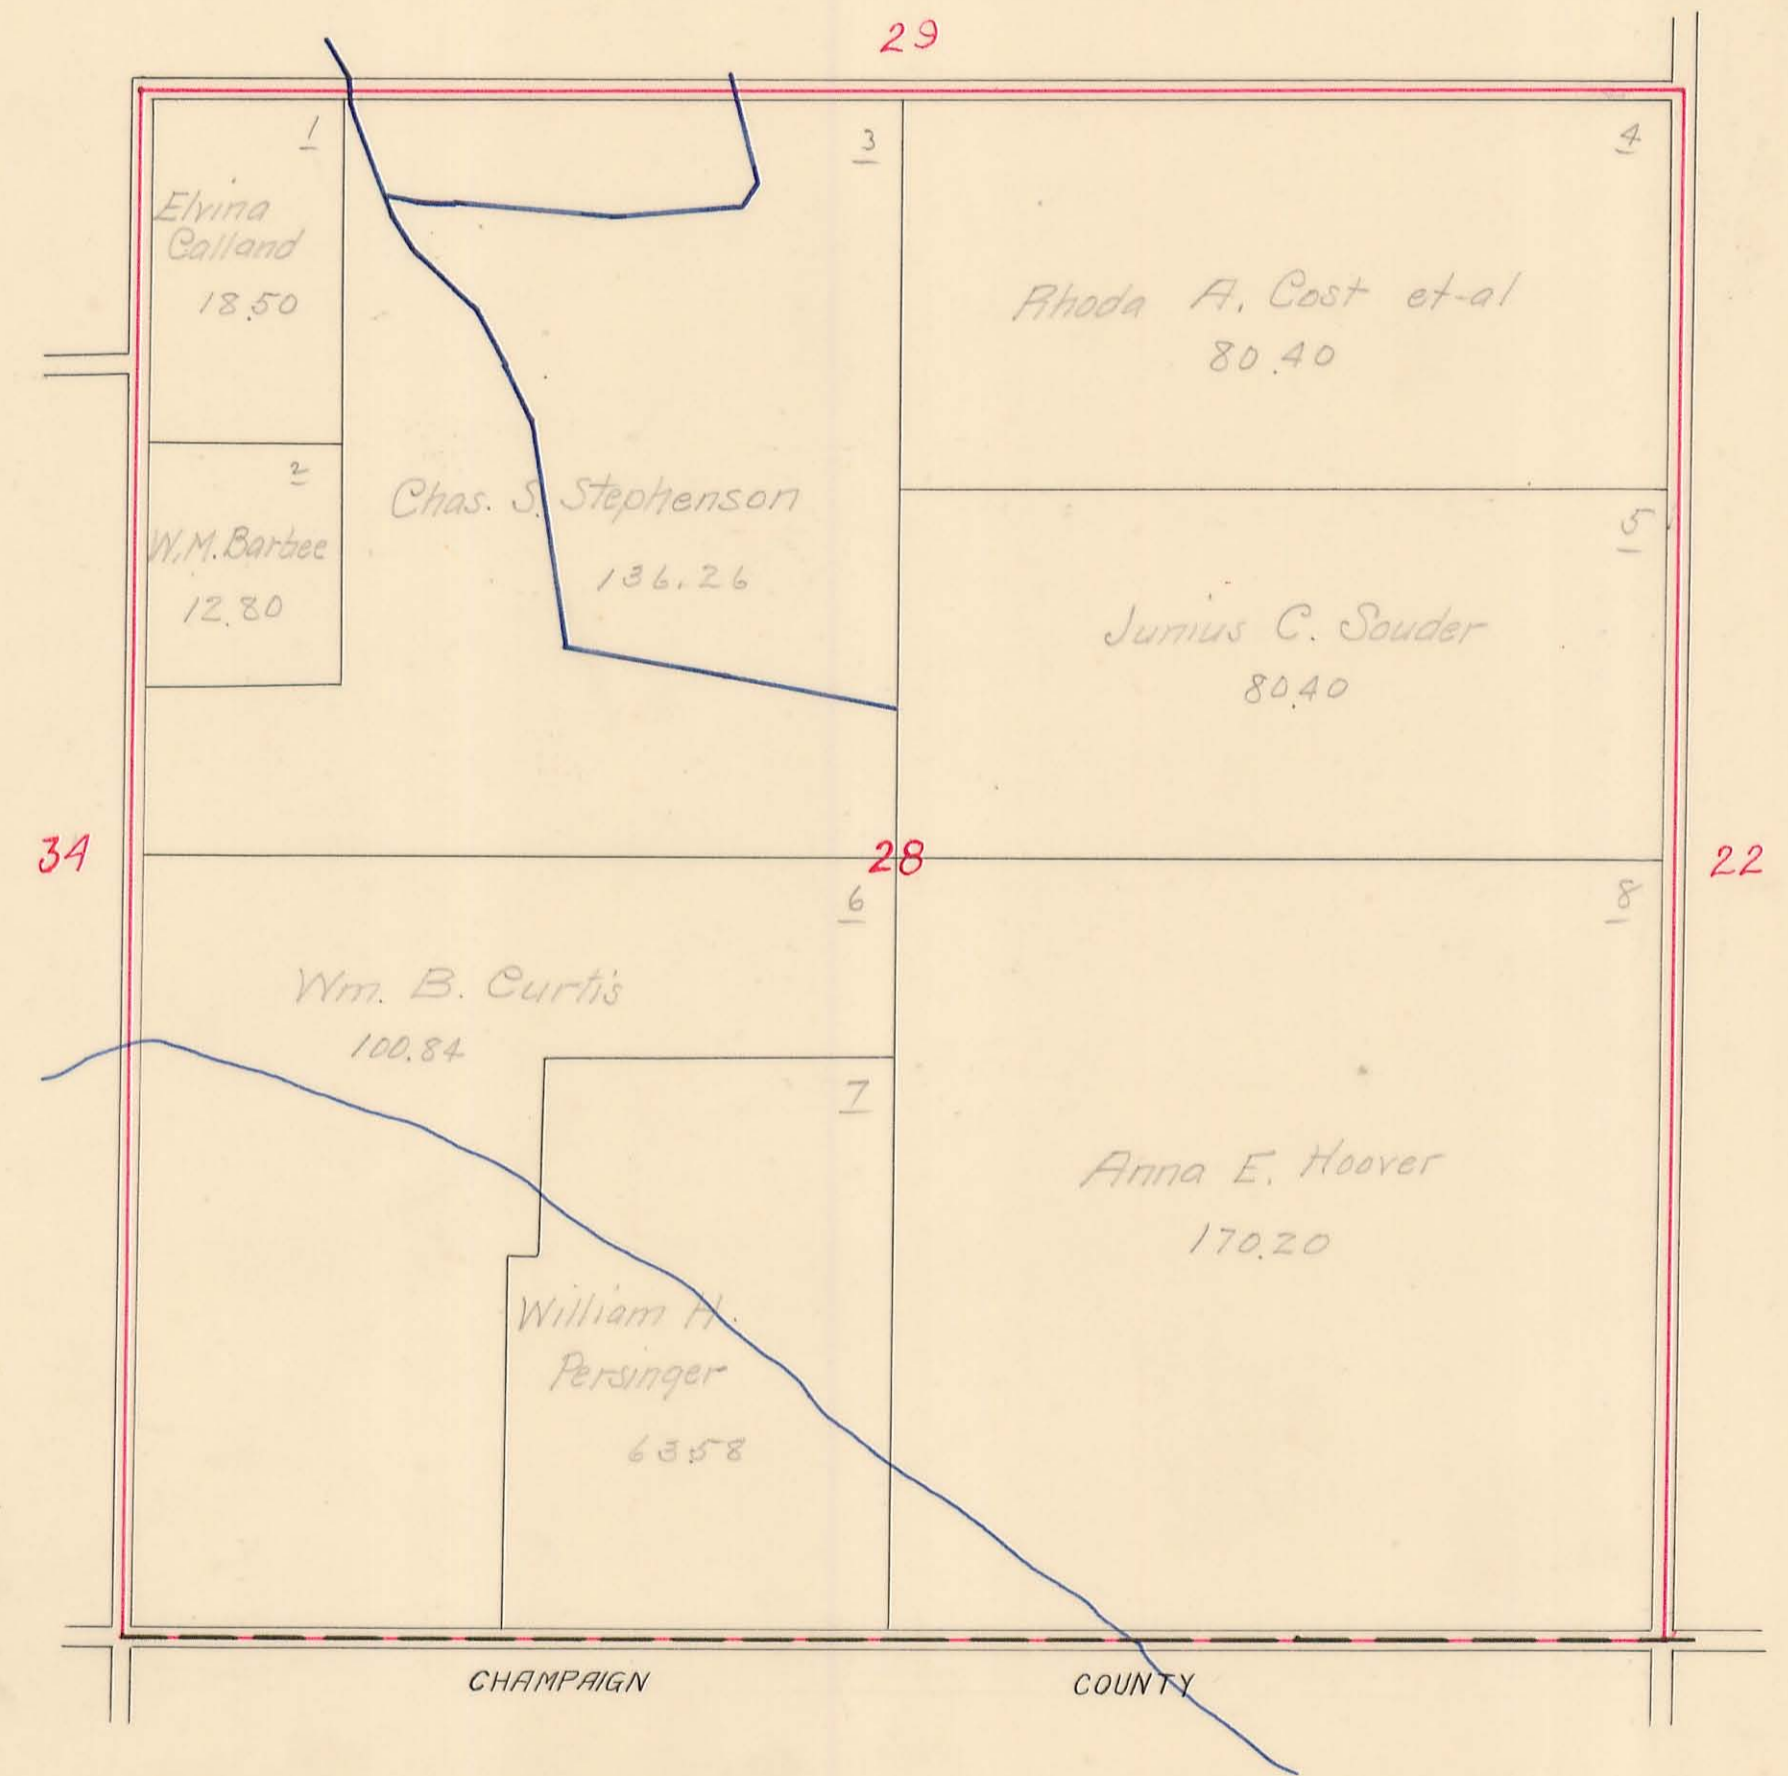 29
1
Elvina
Calland
18.50
2
W.M. Barbee
12.80
3
Chas. S. Stephenson
136.26
4
Rhoda A. Cost et-al
80.40
5
Junius C. Souder
80.40
34
28
22
6
Wm. B. Curtis
100.84
7
William H.
Persinger
63.58
8
Anna E. Hoover
170.20
CHAMPAIGN COUNTY